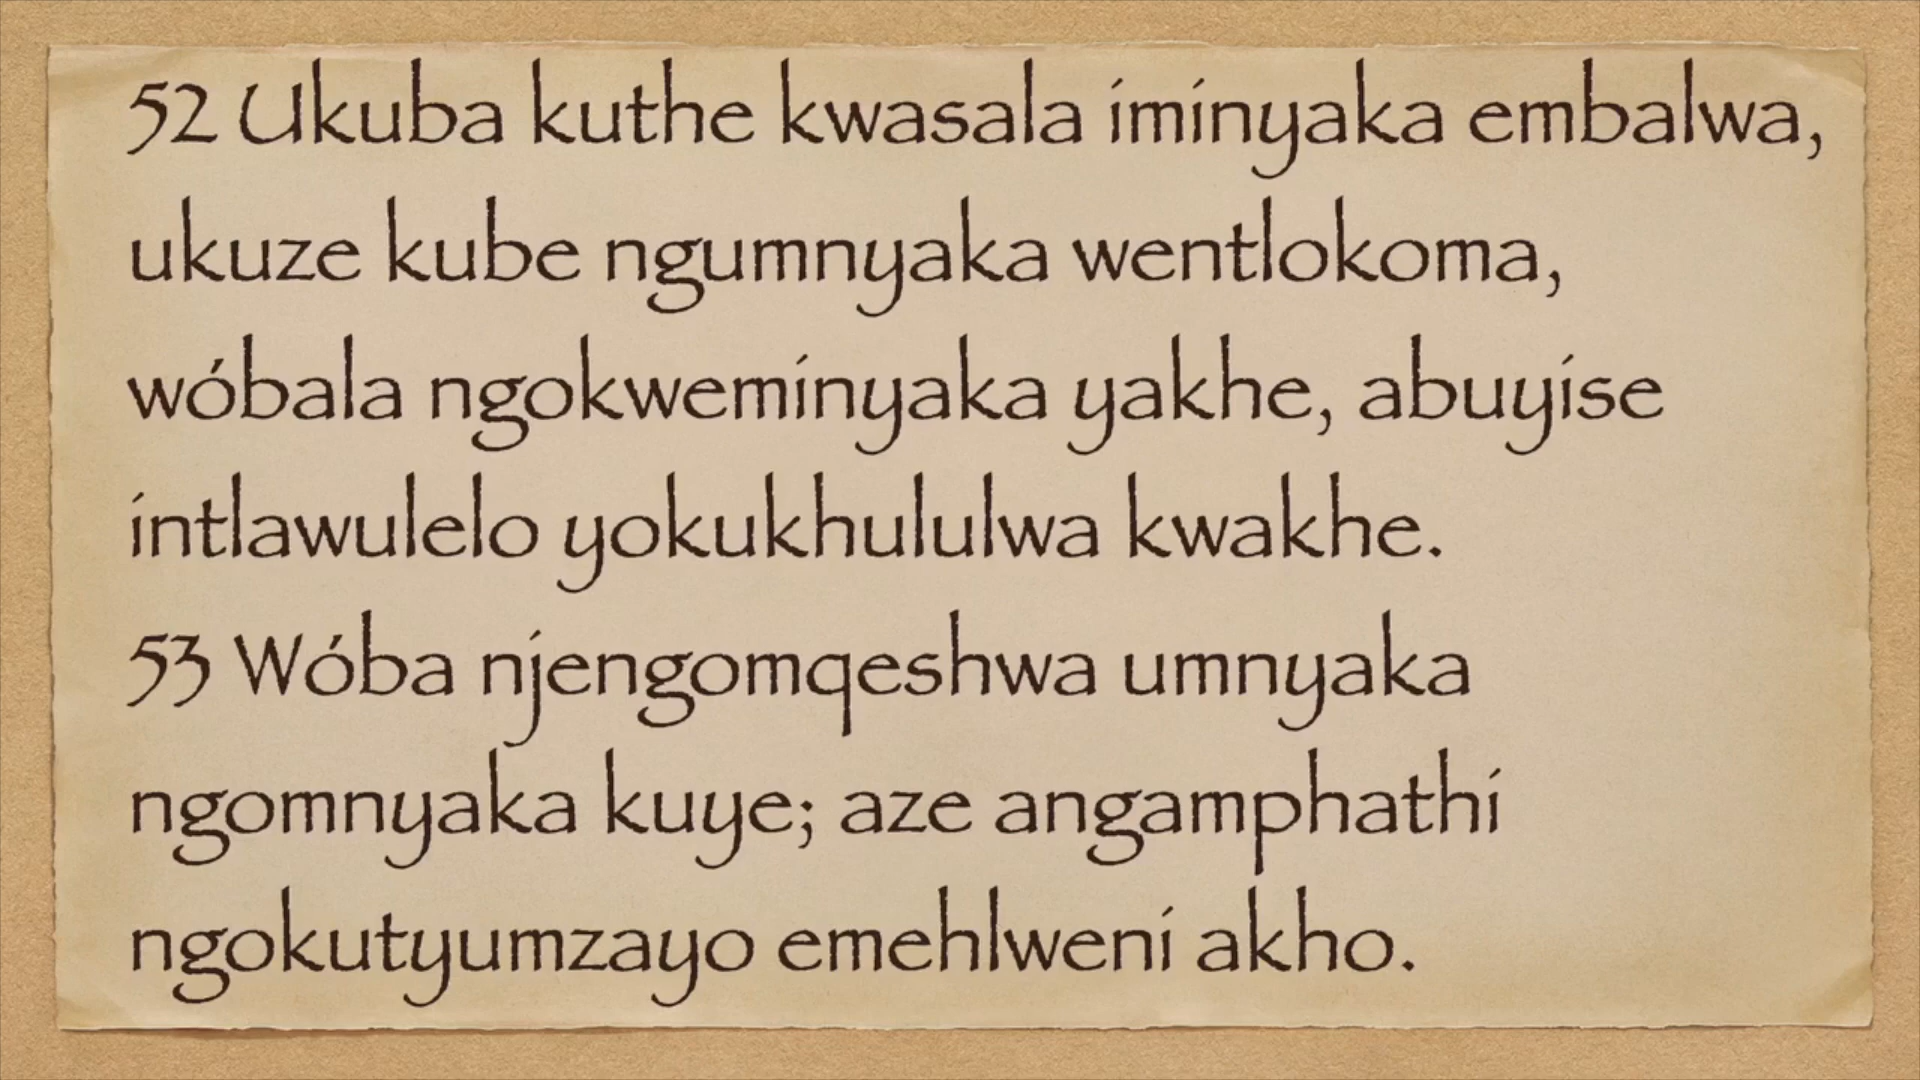 52 Ukuba kuthe kwasala iminyaka embalwa,
ukuze kube ngumnyaka wentlokoma,
wóbala ngokweminyaka yakhe, abuyise
intlawulelo yokukhululwa kwakhe.
53 Wóba njengomqeshwa umnyaka
ngomnyaka kuye; aze angamphathi
ngokutyumzayo emehlweni akho.